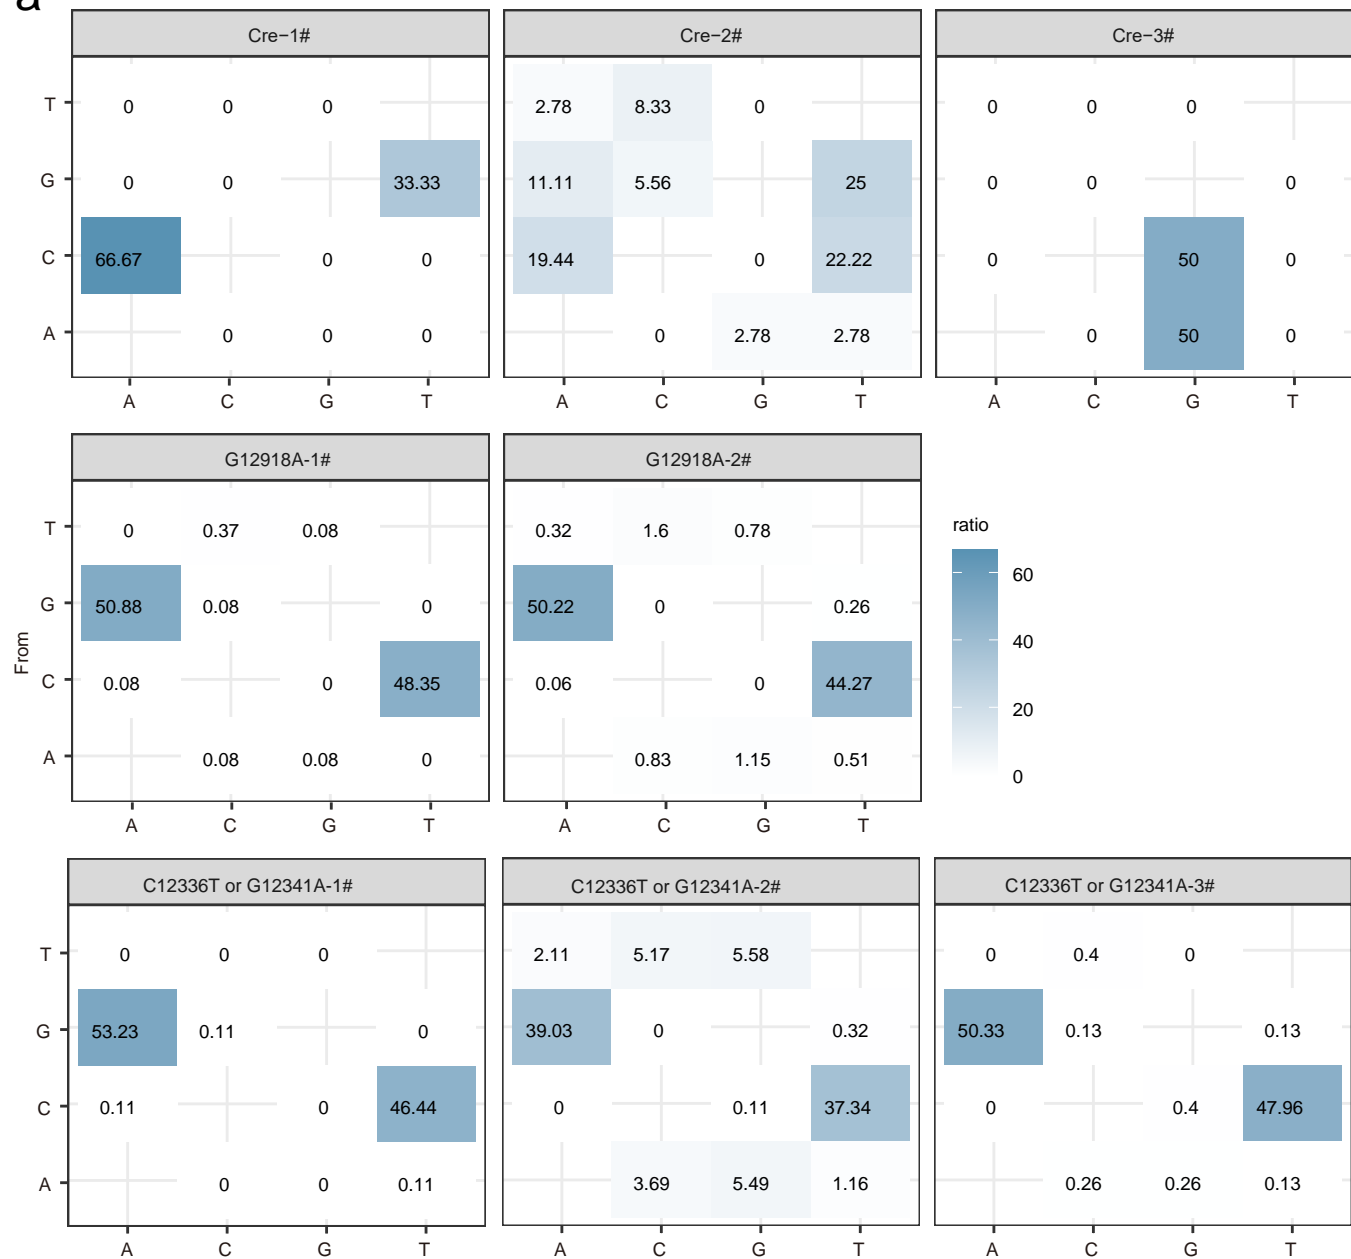 a
Cre−1# Cre−2# Cre−3#
T 0 0 0 2.78 8.33 0 0 0 0
G 0 0 33.33 11.11 5.56 25 0 0 0
C 66.67 0 0 19.44 0 22.22 0 50 0
A 0 0 0 0 2.78 2.78 0 50 0
A C G T A C G T A C G T
G12918A-1# G12918A-2#
T 0 0.37 0.08 0.32 1.6 0.78
G 50.88 0.08 0 50.22 0 0.26
C 0.08 0 48.35 0.06 0 44.27
A 0.08 0.08 0 0.83 1.15 0.51
A C G T A C G T
From
ratio
60
40
20
0
C12336T or G12341A-1# C12336T or G12341A-2# C12336T or G12341A-3#
T 0 0 0 2.11 5.17 5.58 0 0.4 0
G 53.23 0.11 0 39.03 0 0.32 50.33 0.13 0.13
C 0.11 0 46.44 0 0.11 37.34 0 0.4 47.96
A 0 0 0.11 3.69 5.49 1.16 0.26 0.26 0.13
A C G T A C G T A C G T